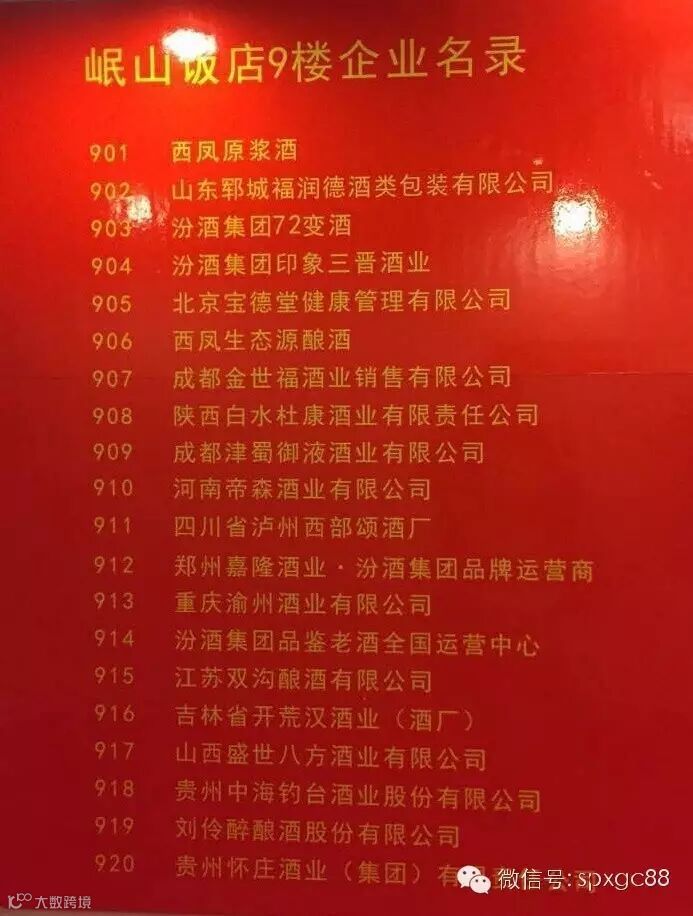 岷山饭店9楼企业名录
901 西凤原浆酒
902 山东郓城福润德酒类包装有限公司
903 汾酒集团72变酒
904 汾酒集团印象三晋酒业
905 北京宝德堂健康管理有限公司
906 西凤生态源酿酒
907 成都金世福酒业销售有限公司
908 陕西白水杜康酒业有限责任公司
909 成都津蜀御液酒业有限公司
910 河南帝森酒业有限公司
911 四川省泸州西部颂酒厂
912 郑州嘉隆酒业·汾酒集团品牌运营商
913 重庆渝州酒业有限公司
914 汾酒集团品鉴老酒全国运营中心
915 江苏双沟酿酒有限公司
916 吉林省开荒汉酒业（酒厂）
917 山西盛世八方酒业有限公司
918 贵州中海钓台酒业股份有限公司
919 刘伶醉酿酒股份有限公司
920 贵州怀庄酒业（集团）有
微信号: spxgc88
大数跨境